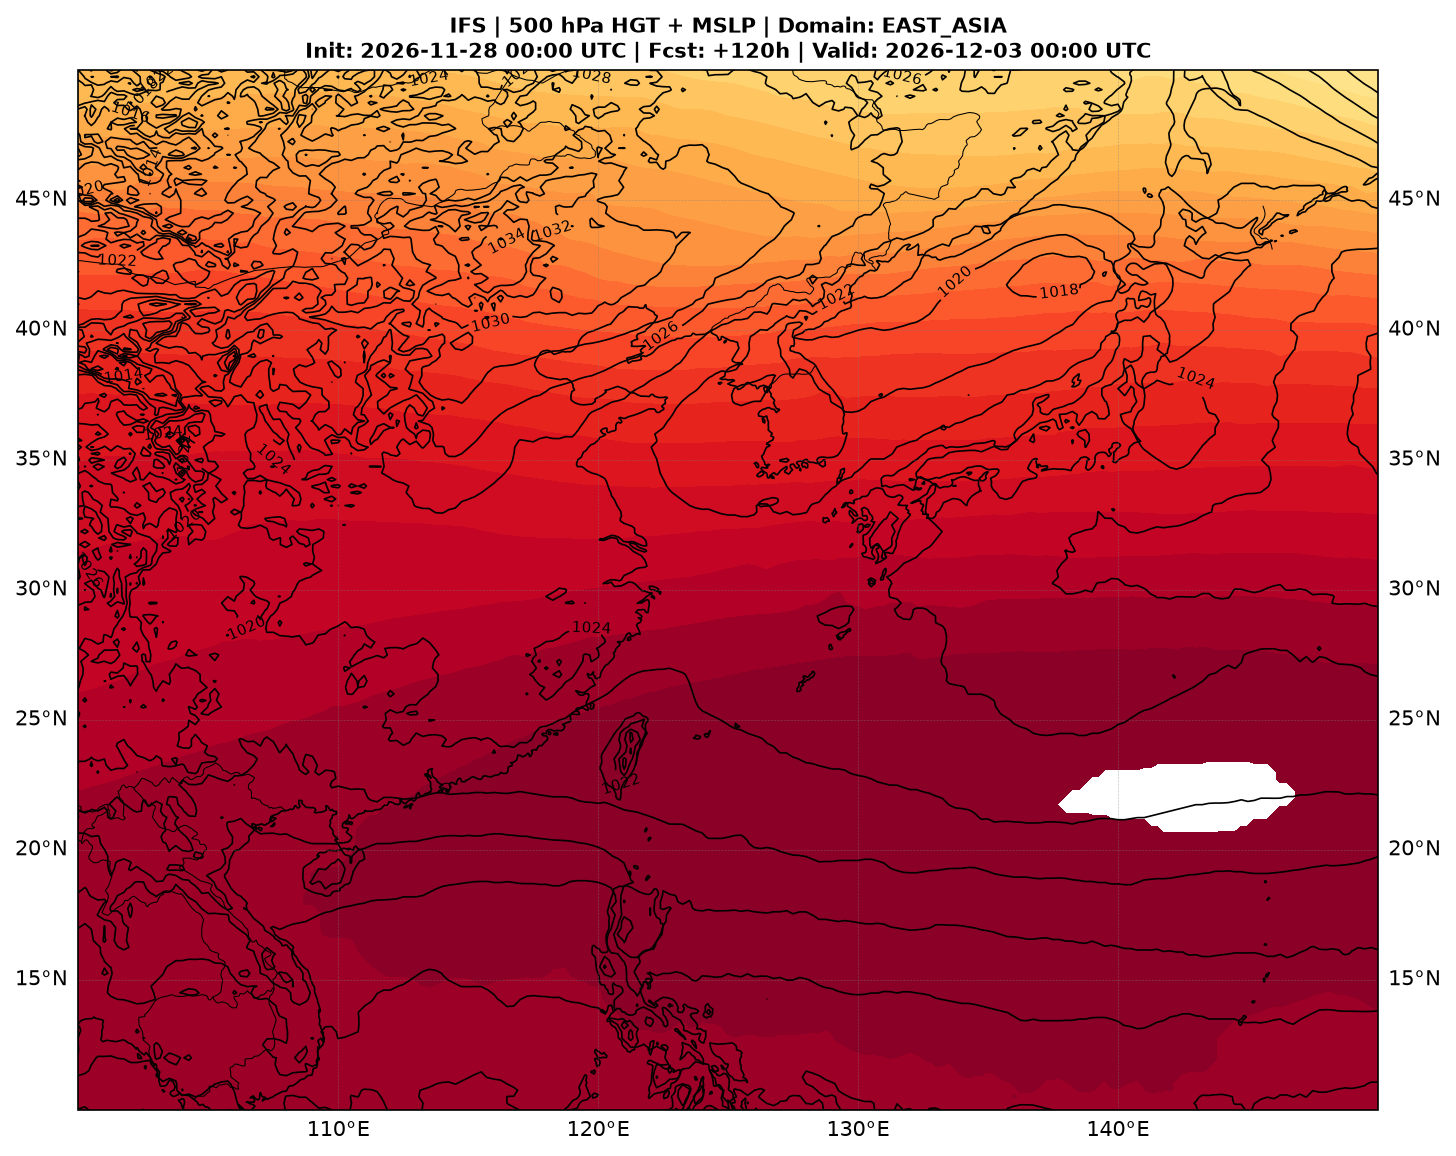 IFS | 500 hPa HGT + MSLP | Domain: EAST_ASIA
Init: 2026-11-28 00:00 UTC | Fcst: +120h | Valid: 2026-12-03 00:00 UTC
1024
1028
1026
45°N
45°N
1034
1032
1022
1022
1020
1018
1030
1026
40°N
40°N
1014
1024
1024
35°N
35°N
30°N
30°N
1020
1024
25°N
25°N
1022
20°N
20°N
15°N
15°N
110°E
120°E
130°E
140°E